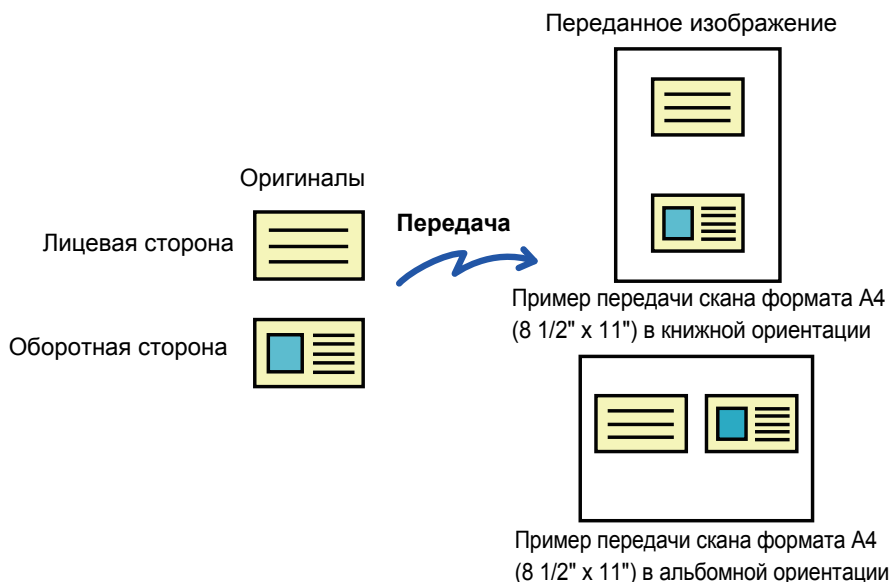 Переданное изображение
Оригиналы
Лицевая сторона
Передача
Оборотная сторона
Пример передачи скана формата A4
(8 1/2" x 11") в книжной ориентации
Пример передачи скана формата A4
(8 1/2" x 11") в альбомной ориентации